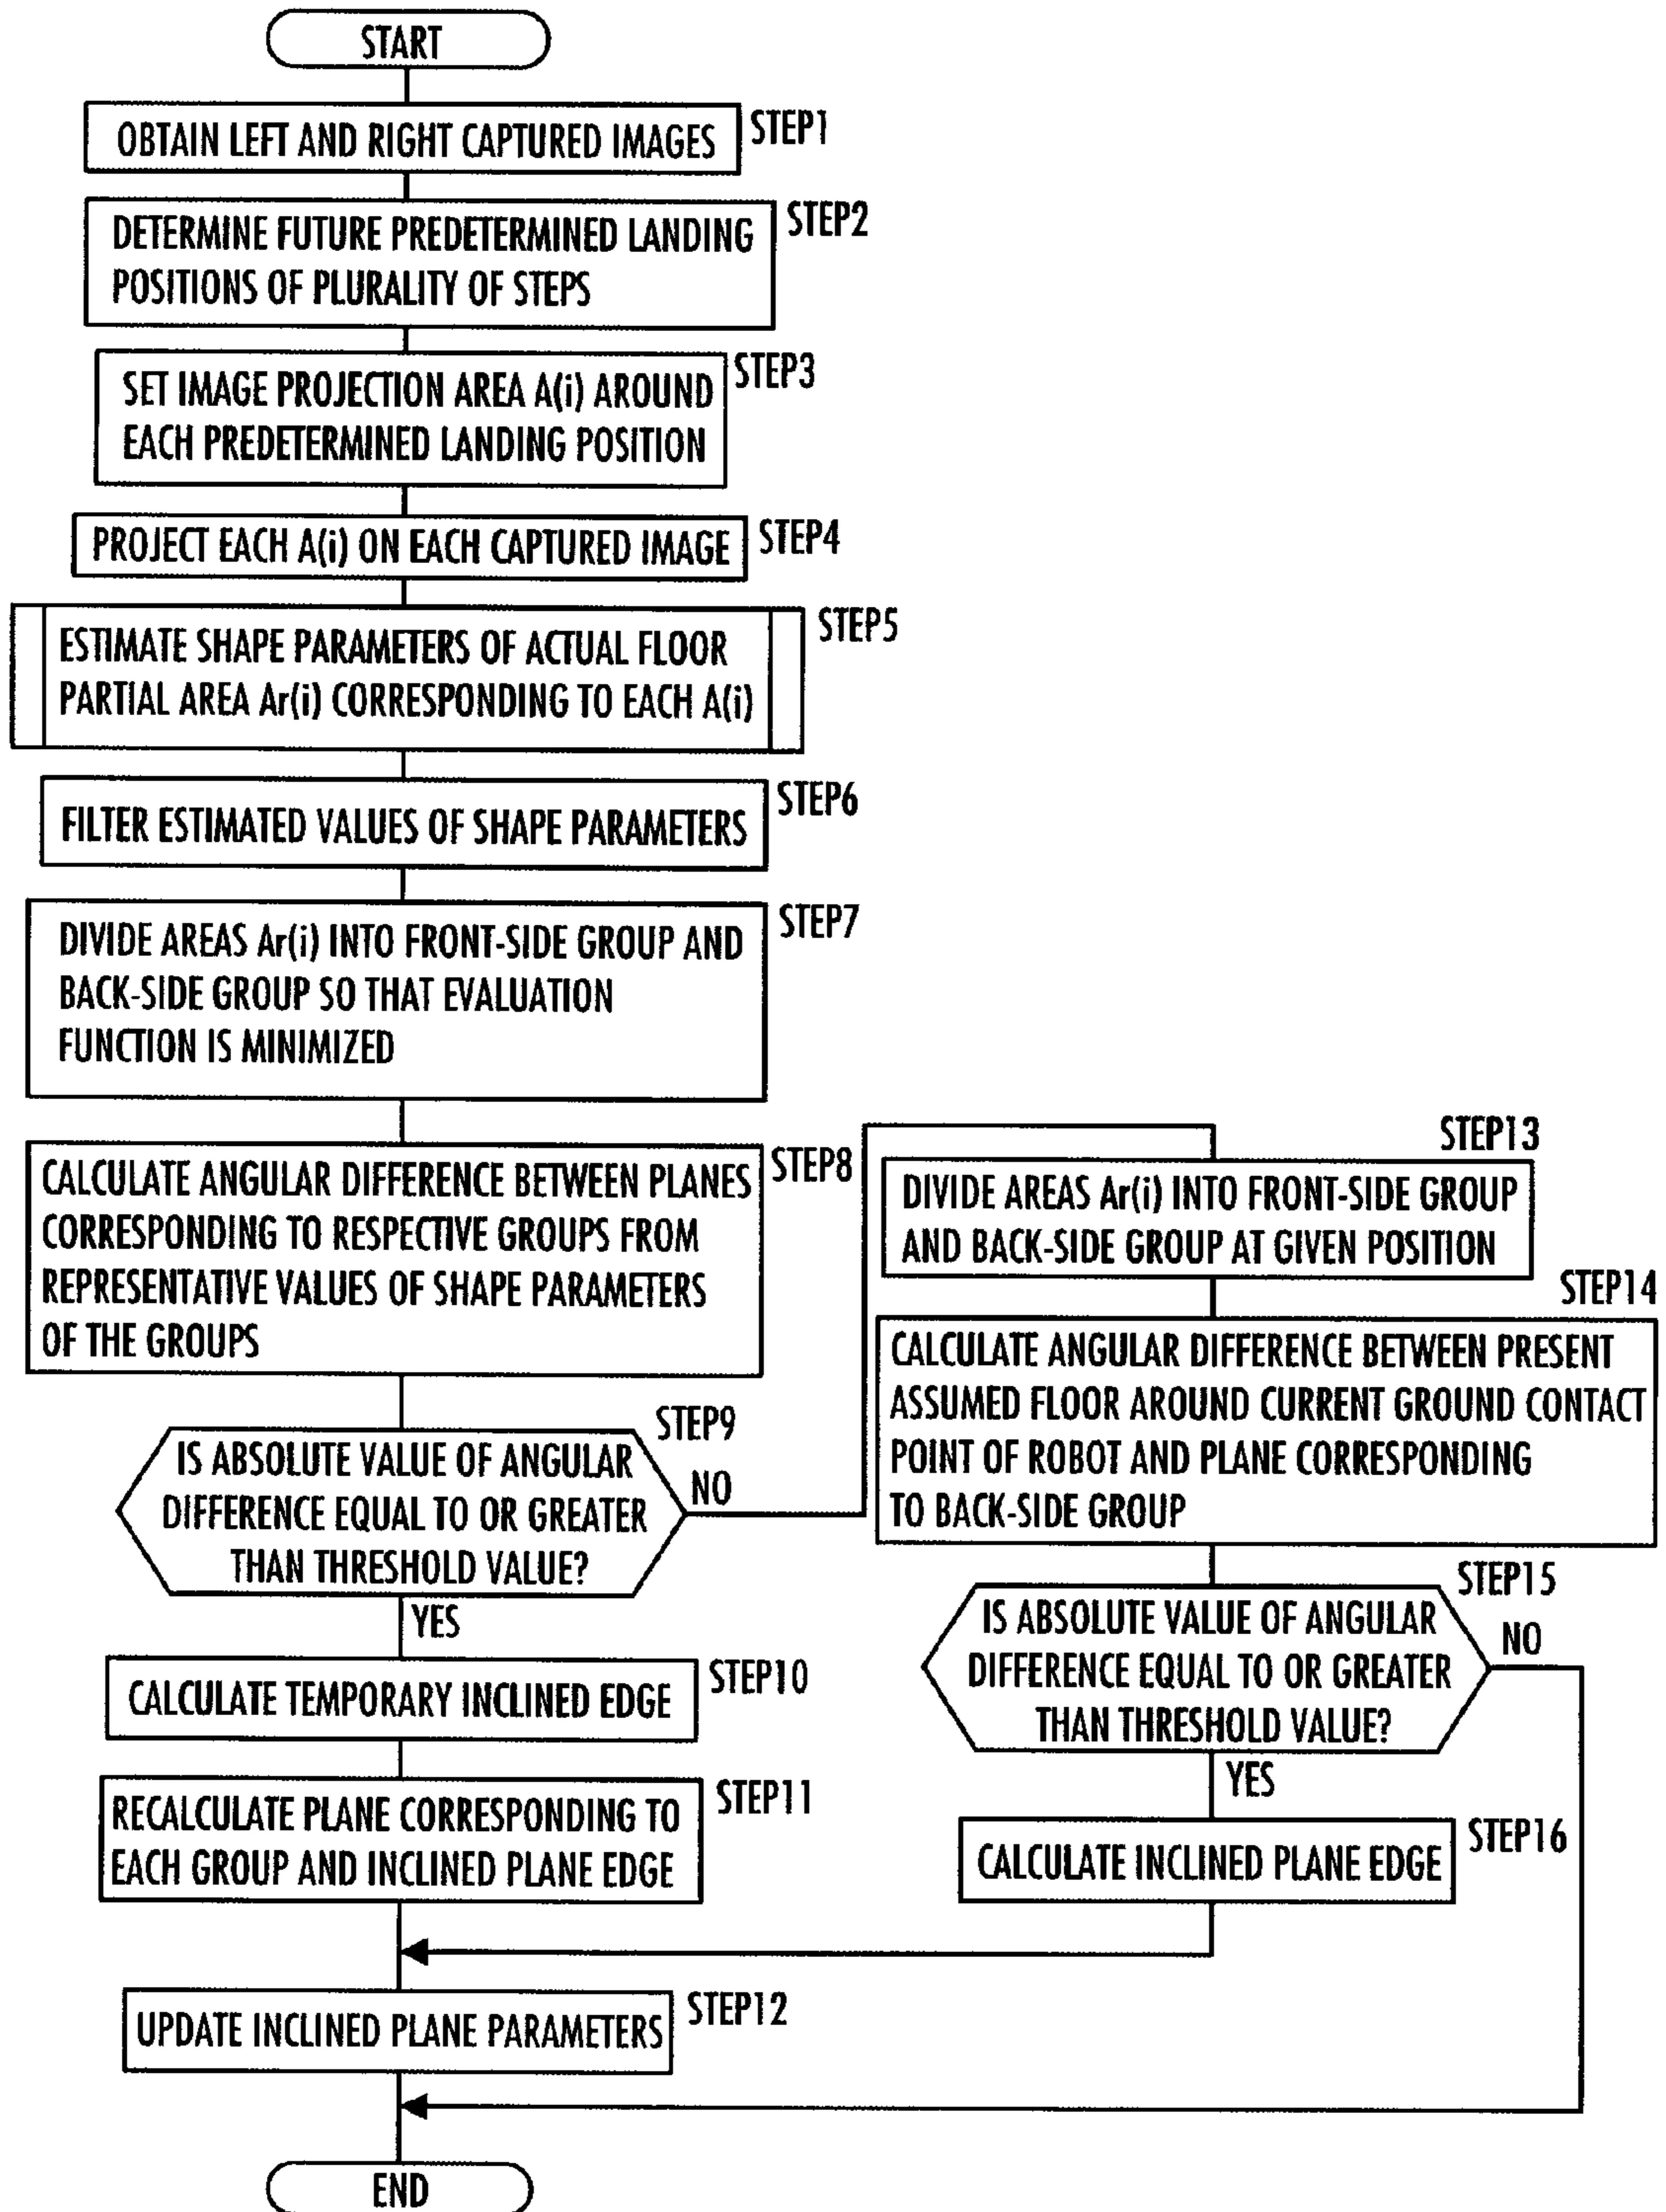 START
OBTAIN LEFT AND RIGHT CAPTURED IMAGES
STEP1
DETERMINE FUTURE PREDETERMINED LANDING
POSITIONS OF PLURALITY OF STEPS
STEP2
SET IMAGE PROJECTION AREA A(i) AROUND
EACH PREDETERMINED LANDING POSITION
STEP3
PROJECT EACH A(i) ON EACH CAPTURED IMAGE
STEP4
ESTIMATE SHAPE PARAMETERS OF ACTUAL FLOOR
PARTIAL AREA Ar(i) CORRESPONDING TO EACH A(i)
STEP5
FILTER ESTIMATED VALUES OF SHAPE PARAMETERS
STEP6
DIVIDE AREAS Ar(i) INTO FRONT-SIDE GROUP AND
BACK-SIDE GROUP SO THAT EVALUATION
FUNCTION IS MINIMIZED
STEP7
CALCULATE ANGULAR DIFFERENCE BETWEEN PLANES
CORRESPONDING TO RESPECTIVE GROUPS FROM
REPRESENTATIVE VALUES OF SHAPE PARAMETERS
OF THE GROUPS
STEP8
IS ABSOLUTE VALUE OF ANGULAR
DIFFERENCE EQUAL TO OR GREATER
THAN THRESHOLD VALUE?
STEP9
NO
YES
CALCULATE TEMPORARY INCLINED EDGE
STEP10
RECALCULATE PLANE CORRESPONDING TO
EACH GROUP AND INCLINED PLANE EDGE
STEP11
UPDATE INCLINED PLANE PARAMETERS
STEP12
END
STEP13
DIVIDE AREAS Ar(i) INTO FRONT-SIDE GROUP
AND BACK-SIDE GROUP AT GIVEN POSITION
STEP14
CALCULATE ANGULAR DIFFERENCE BETWEEN PRESENT
ASSUMED FLOOR AROUND CURRENT GROUND CONTACT
POINT OF ROBOT AND PLANE CORRESPONDING
TO BACK-SIDE GROUP
STEP15
IS ABSOLUTE VALUE OF ANGULAR
DIFFERENCE EQUAL TO OR GREATER
THAN THRESHOLD VALUE?
NO
YES
CALCULATE INCLINED PLANE EDGE
STEP16